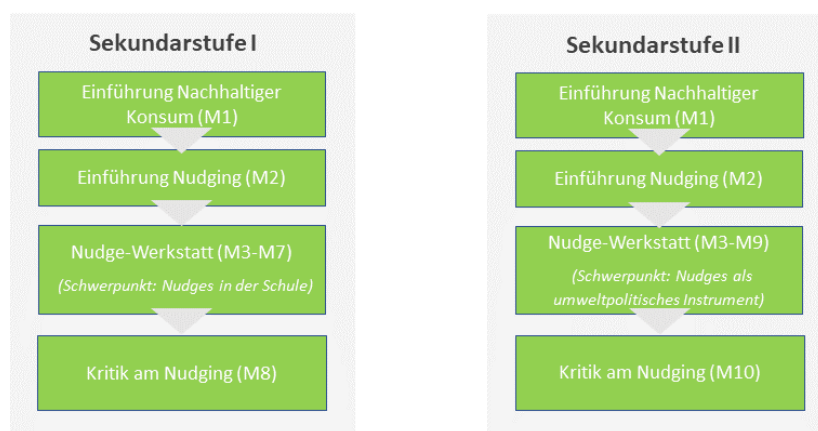 Sekundarstufe I
Einführung Nachhaltiger
Konsum (M1)
Einführung Nudging (M2)
Nudge-Werkstatt (M3-M7)
(Schwerpunkt: Nudges in der Schule)
Kritik am Nudging (M8)
Sekundarstufe II
Einführung Nachhaltiger
Konsum (M1)
Einführung Nudging (M2)
Nudge-Werkstatt (M3-M9)
(Schwerpunkt: Nudges als
umweltpolitisches Instrument)
Kritik am Nudging (M10)